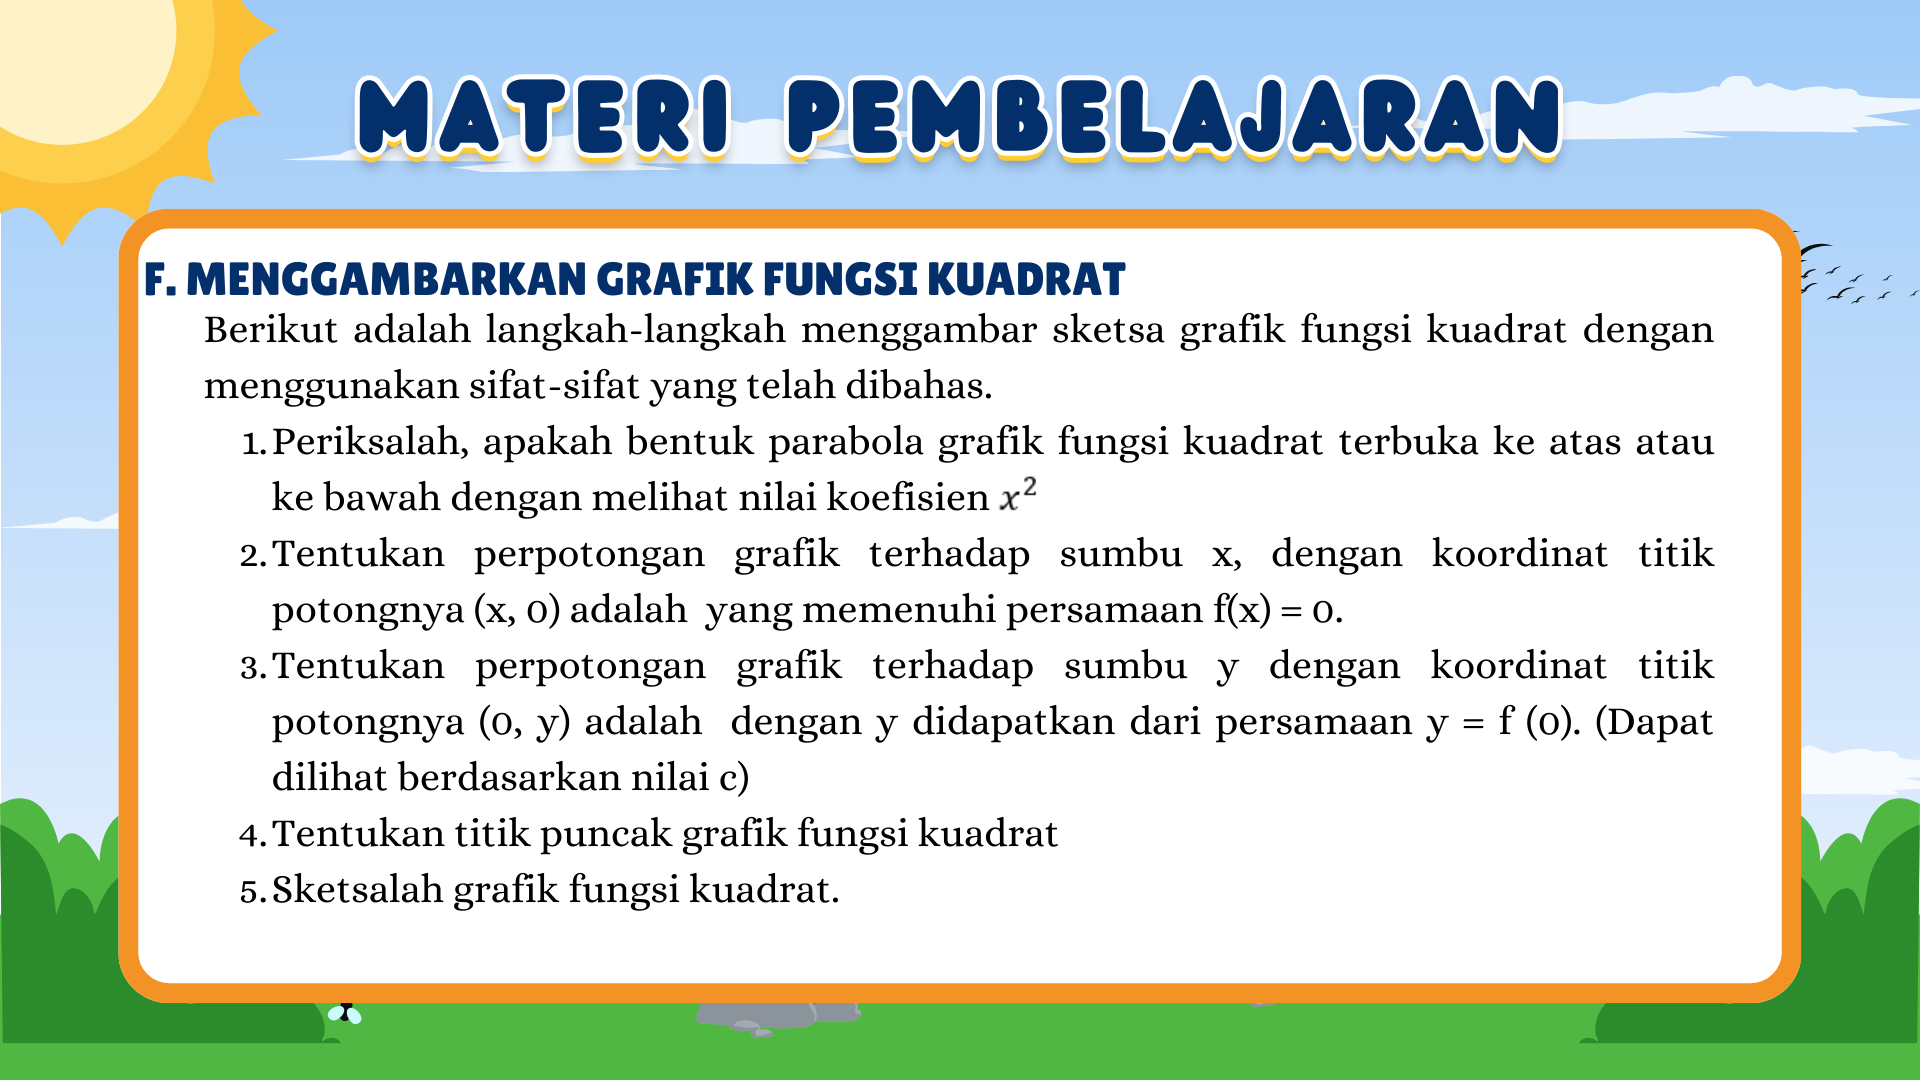 MATERI PEMBELAJARAN
F. MENGGAMBARKAN GRAFIK FUNGSI KUADRAT
Berikut adalah langkah-langkah menggambar sketsa grafik fungsi kuadrat dengan
menggunakan sifat-sifat yang telah dibahas.
1. Periksalah, apakah bentuk parabola grafik fungsi kuadrat terbuka ke atas atau
ke bawah dengan melihat nilai koefisien x²
2. Tentukan perpotongan grafik terhadap sumbu x, dengan koordinat titik
potongnya (x, 0) adalah yang memenuhi persamaan f(x) = 0.
3. Tentukan perpotongan grafik terhadap sumbu y dengan koordinat titik
potongnya (0, y) adalah dengan y didapatkan dari persamaan y = f (0). (Dapat
dilihat berdasarkan nilai c)
4. Tentukan titik puncak grafik fungsi kuadrat
5. Sketsalah grafik fungsi kuadrat.